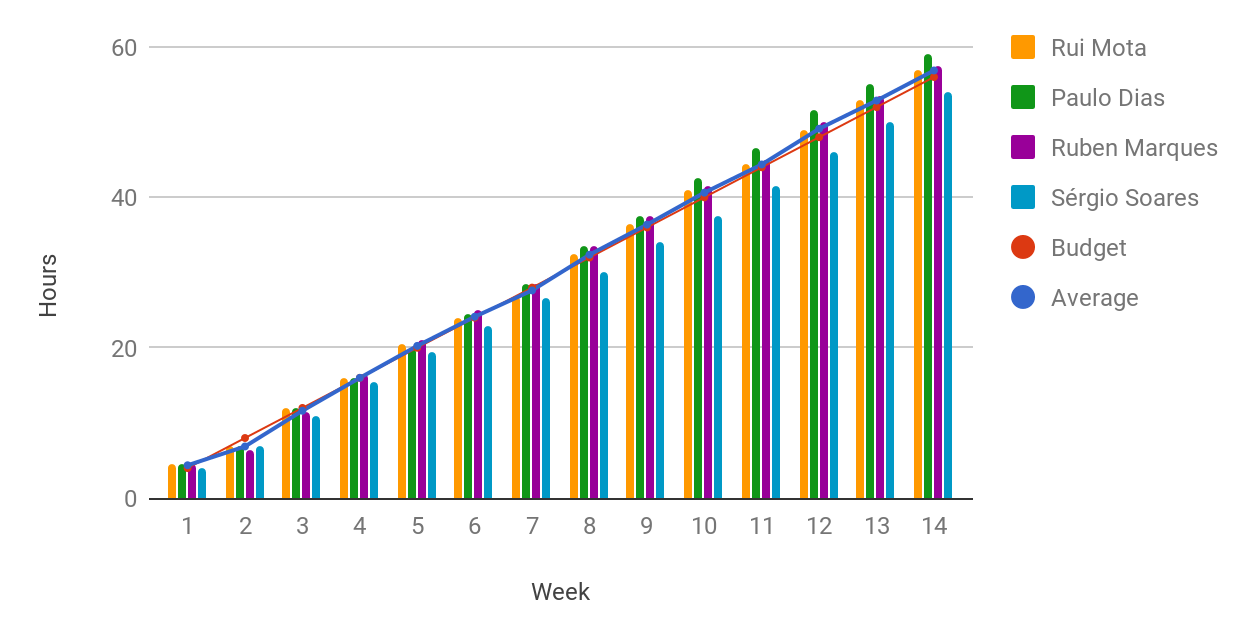 60
40
20
0
Hours
1 2 3 4 5 6 7 8 9 10 11 12 13 14
Week
Rui Mota
Paulo Dias
Ruben Marques
Sérgio Soares
Budget
Average